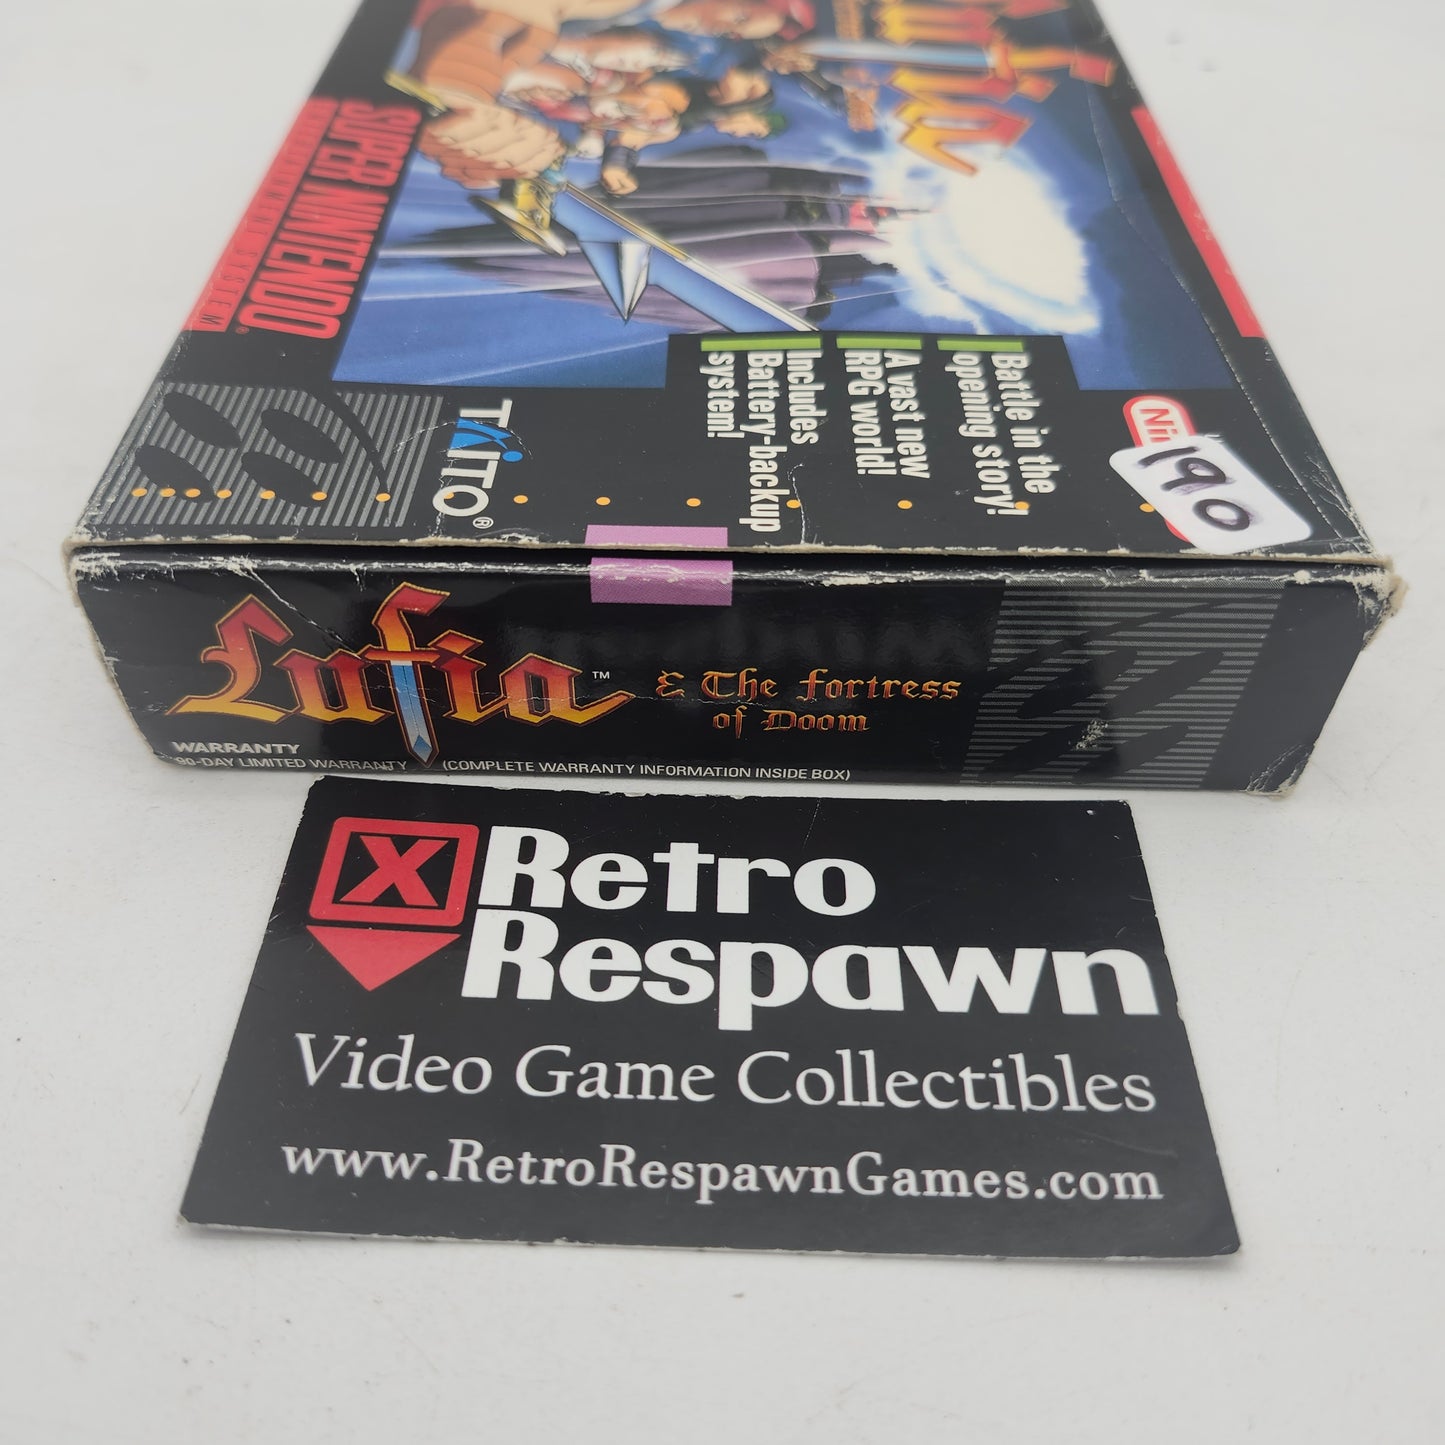 Lufia
SUPER NINTENDO®
TAITO®
Battle in the
opening story!
A vast new
RPG world!
Includes
Battery-backup
system!
190
Lufia™ & The Fortress
of Doom
WARRANTY
90-DAY LIMITED WARRANTY (COMPLETE WARRANTY INFORMATION INSIDE BOX)
X Retro
Respawn
Video Game Collectibles
www.RetroRespawnGames.com